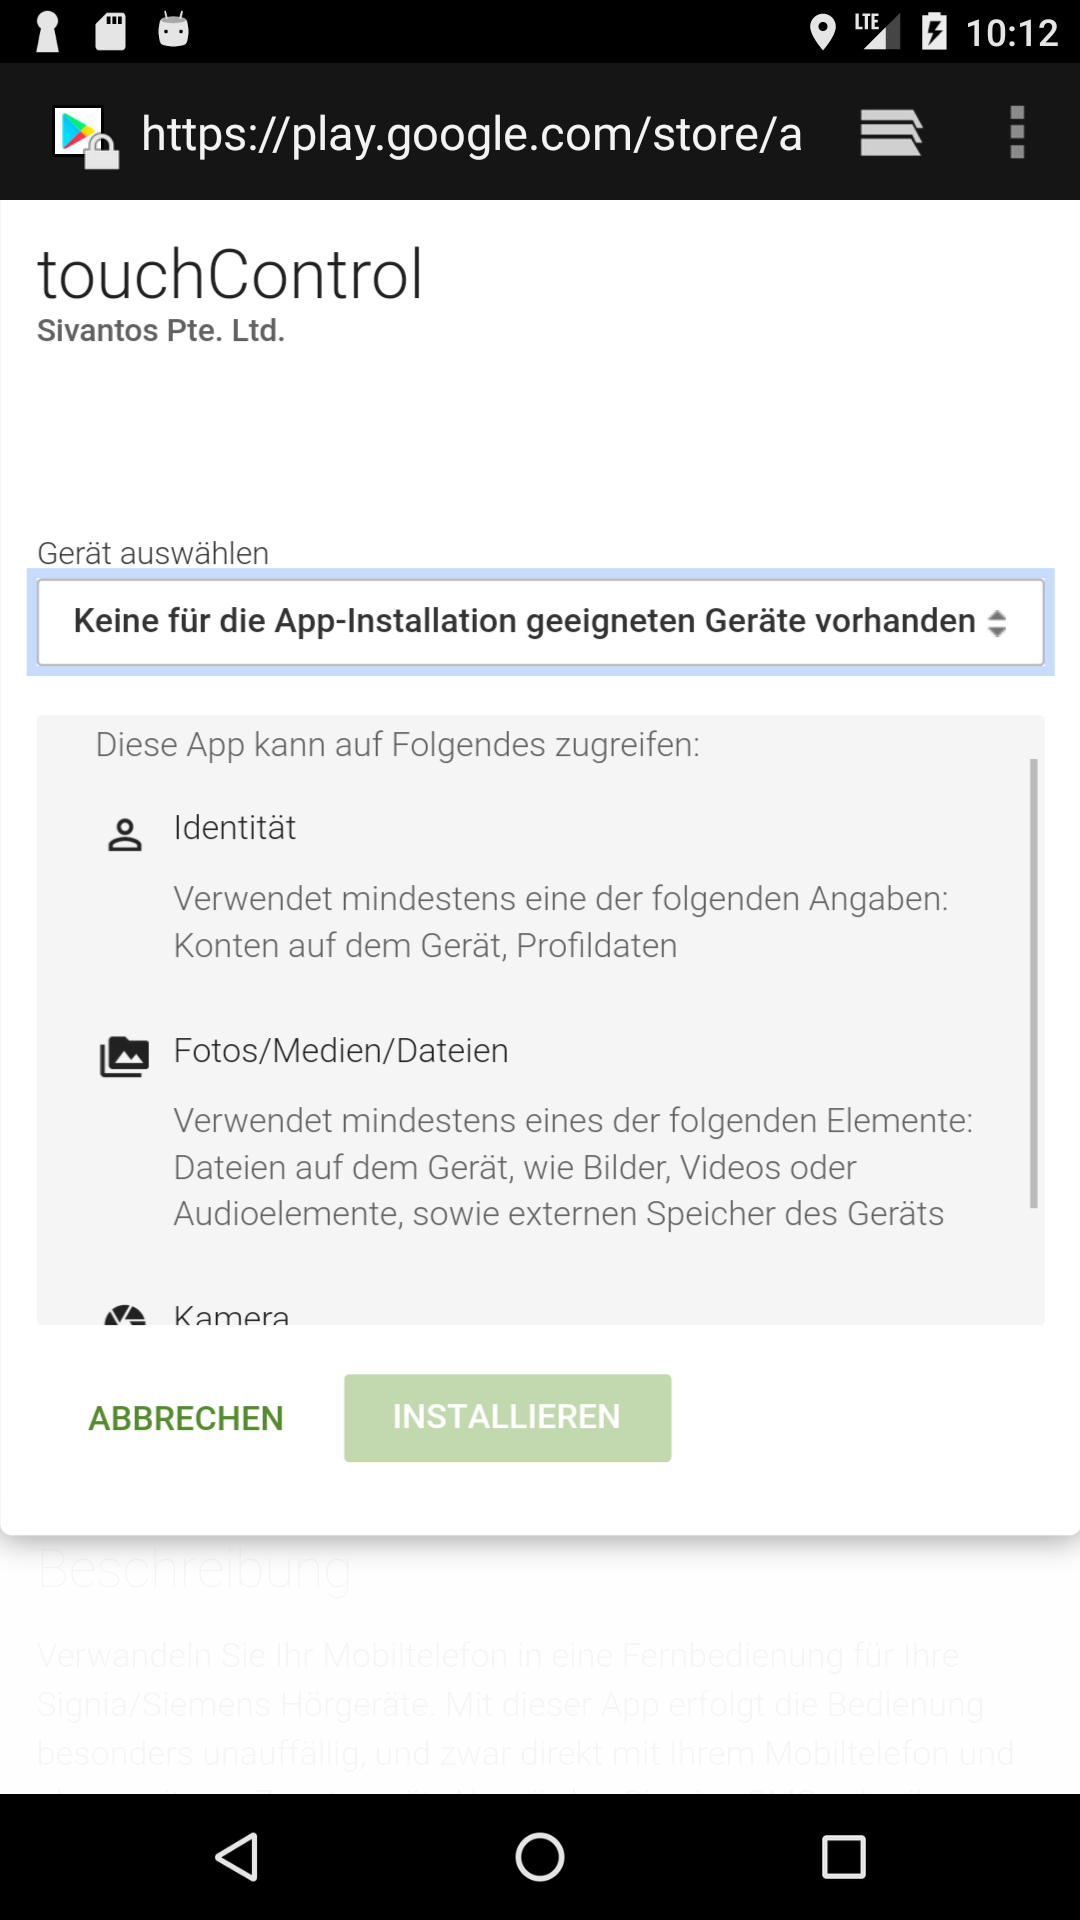 LTE 10:12
https://play.google.com/store/a
touchControl
Sivantos Pte. Ltd.
Gerät auswählen
Keine für die App-Installation geeigneten Geräte vorhanden
Diese App kann auf Folgendes zugreifen:
Identität
Verwendet mindestens eine der folgenden Angaben:
Konten auf dem Gerät, Profildaten
Fotos/Medien/Dateien
Verwendet mindestens eines der folgenden Elemente:
Dateien auf dem Gerät, wie Bilder, Videos oder
Audioelemente, sowie externen Speicher des Geräts
Kamera
ABBRECHEN INSTALLIEREN
Beschreibung
Verwandeln Sie Ihr Mobiltelefon in eine Fernbedienung für Ihre
Signia/Siemens Hörgeräte. Mit dieser App erfolgt die Bedienung
besonders unauffällig, und zwar direkt mit Ihrem Mobiltelefon und